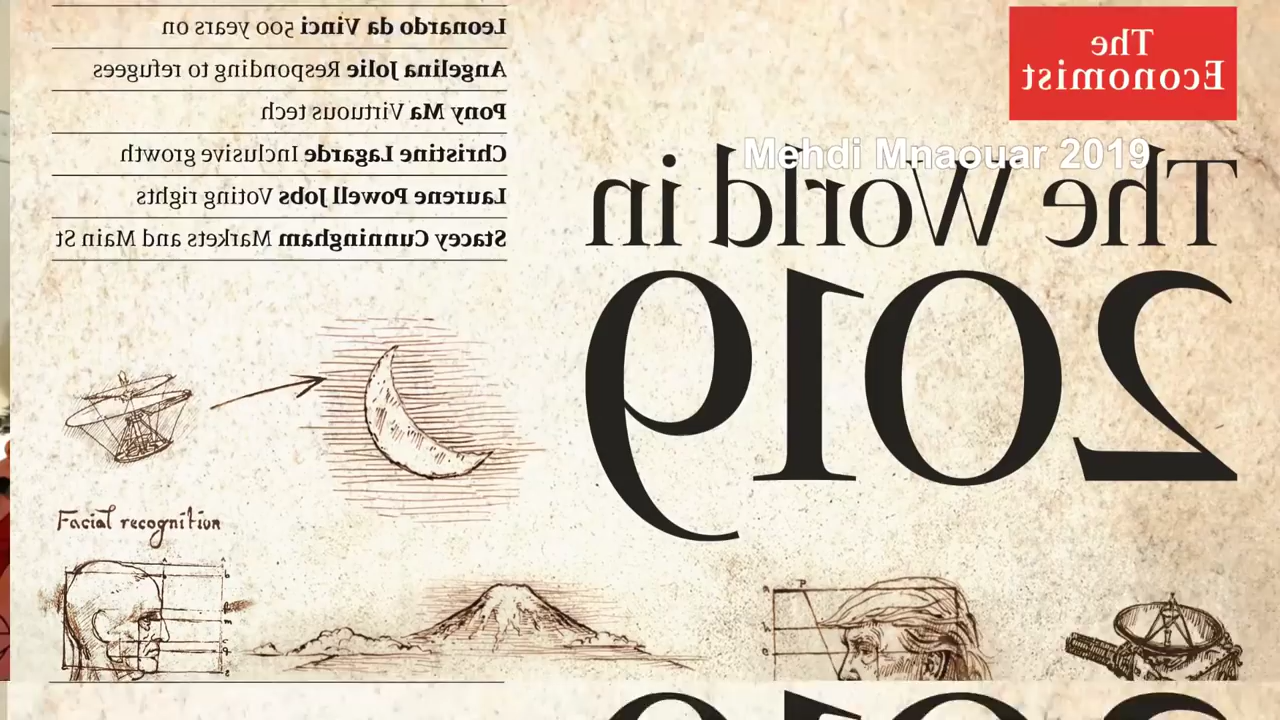 Leonardo da Vinci 500 years on
Angelina Jolie Responding to refugees
Pony Ma Virtuous tech
Christine Lagarde Inclusive growth
Laurene Powell Jobs Voting rights
Stacey Cunningham Markets and Main St
The
Economist
Mehdi Mnaouar 2019
The World in
2019
Facial recognition